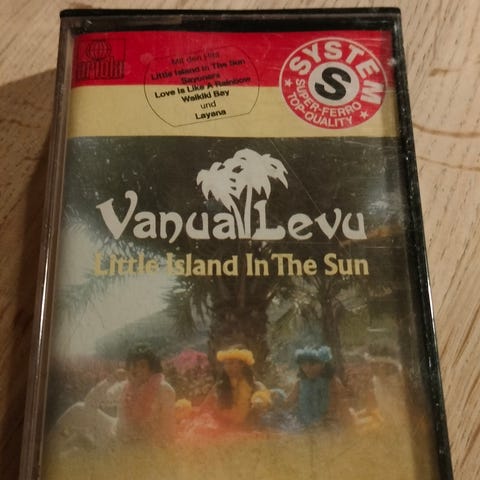 ariola
Mit den Hits
Little Island In The Sun
Sayonara
Love Is Like A Rainbow
Waikiki Bay
und
Layana
SYSTEM
S
SUPER-FERRO
TOP-QUALITY
Vanua Levu
Little Island In The Sun